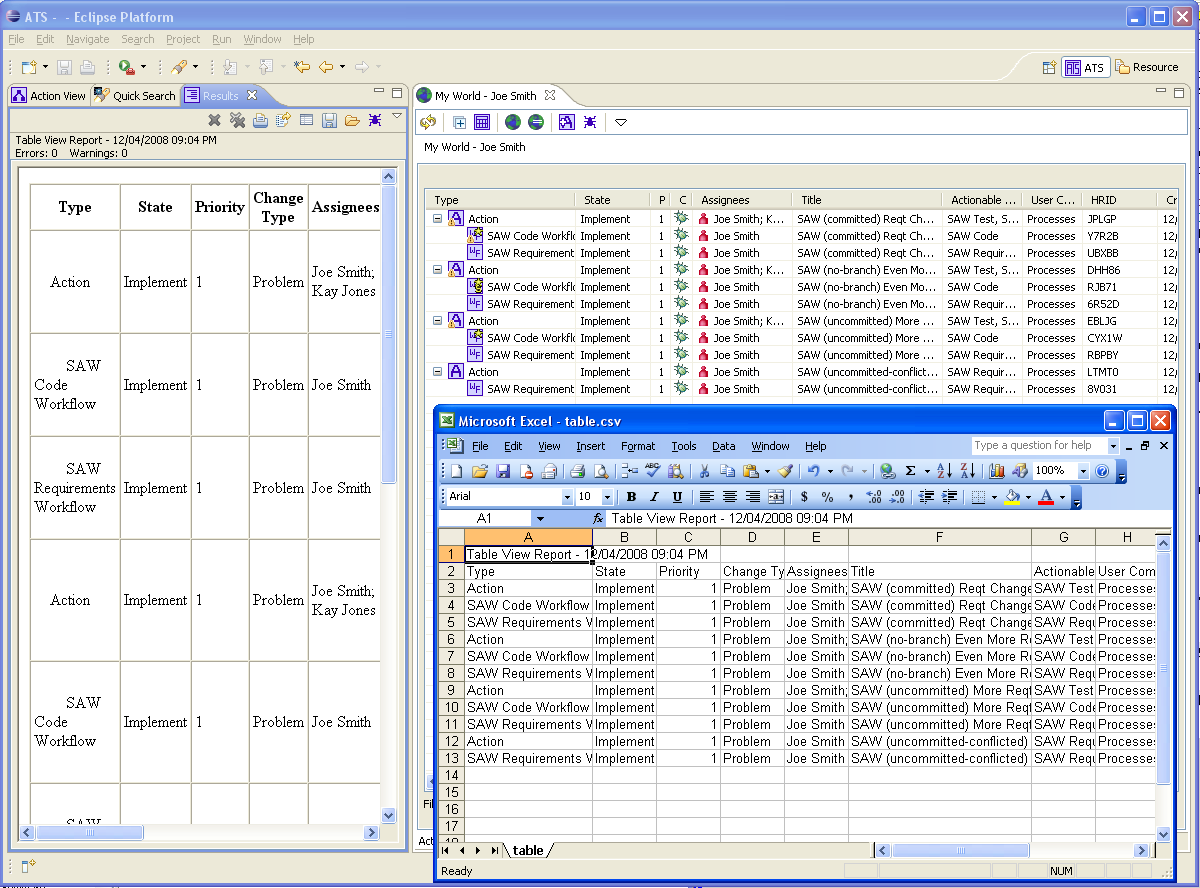 ATS - - Eclipse Platform
File Edit Navigate Search Project Run Window Help
ATS Resource
Action View Quick Search Results
Table View Report - 12/04/2008 09:04 PM
Errors: 0 Warnings: 0
Type State Priority Change Type Assignees
Action Implement 1 Problem Joe Smith; Kay Jones
SAW Code Workflow Implement 1 Problem Joe Smith
SAW Requirements Workflow Implement 1 Problem Joe Smith
Action Implement 1 Problem Joe Smith; Kay Jones
SAW Code Workflow Implement 1 Problem Joe Smith
SAW
My World - Joe Smith
My World - Joe Smith
Type State P C Assignees Title Actionable ... User C... HRID Cr
Action Implement 1 Joe Smith; K... SAW (committed) Reqt Ch... SAW Test, S... Processes JPLGP 12/
SAW Code Workflo Implement 1 Joe Smith SAW (committed) Reqt Ch... SAW Code Processes Y7R2B 12/
SAW Requirement Implement 1 Joe Smith SAW (committed) Reqt Ch... SAW Requir... Processes UBXBB 12/
Action Implement 1 Joe Smith; K... SAW (no-branch) Even Mo... SAW Test, S... Processes DHH86 12/
SAW Code Workflo Implement 1 Joe Smith SAW (no-branch) Even Mo... SAW Code Processes RJB71 12/
SAW Requirement Implement 1 Joe Smith SAW (no-branch) Even Mo... SAW Requir... Processes 6R52D 12/
Action Implement 1 Joe Smith; K... SAW (uncommitted) More ... SAW Test, S... Processes EBLJG 12/
SAW Code Workflo Implement 1 Joe Smith SAW (uncommitted) More ... SAW Code Processes CYX1W 12/
SAW Requirement Implement 1 Joe Smith SAW (uncommitted) More ... SAW Requir... Processes RBPBY 12/
Action Implement 1 Joe Smith SAW (uncommitted-conflict... SAW Requir... Processes LTMT0 12/
SAW Requirement Implement 1 Joe Smith SAW (uncommitted-conflict... SAW Requir... Processes 8V031 12/
Fil
Act
Microsoft Excel - table.csv
File Edit View Insert Format Tools Data Window Help Type a question for help
100%
Arial 10 B I U $ % ,
A1 fx Table View Report - 12/04/2008 09:04 PM
A B C D E F G H
1 Table View Report - 12/04/2008 09:04 PM
2 Type State Priority Change Ty Assignees Title Actionable User Com
3 Action Implement 1 Problem Joe Smith; SAW (committed) Reqt Change SAW Test Processes
4 SAW Code Workflow Implement 1 Problem Joe Smith SAW (committed) Reqt Change SAW Code Processes
5 SAW Requirements W Implement 1 Problem Joe Smith SAW (committed) Reqt Change SAW Requ Processes
6 Action Implement 1 Problem Joe Smith; SAW (no-branch) Even More Re SAW Test Processes
7 SAW Code Workflow Implement 1 Problem Joe Smith SAW (no-branch) Even More Re SAW Code Processes
8 SAW Requirements W Implement 1 Problem Joe Smith SAW (no-branch) Even More Re SAW Requ Processes
9 Action Implement 1 Problem Joe Smith; SAW (uncommitted) More Reqt SAW Test Processes
10 SAW Code Workflow Implement 1 Problem Joe Smith SAW (uncommitted) More Reqt SAW Code Processes
11 SAW Requirements W Implement 1 Problem Joe Smith SAW (uncommitted) More Reqt SAW Requ Processes
12 Action Implement 1 Problem Joe Smith SAW (uncommitted-conflicted) SAW Requ Processes
13 SAW Requirements W Implement 1 Problem Joe Smith SAW (uncommitted-conflicted) SAW Requ Processes
14
15
16
17
18
table
Ready NUM